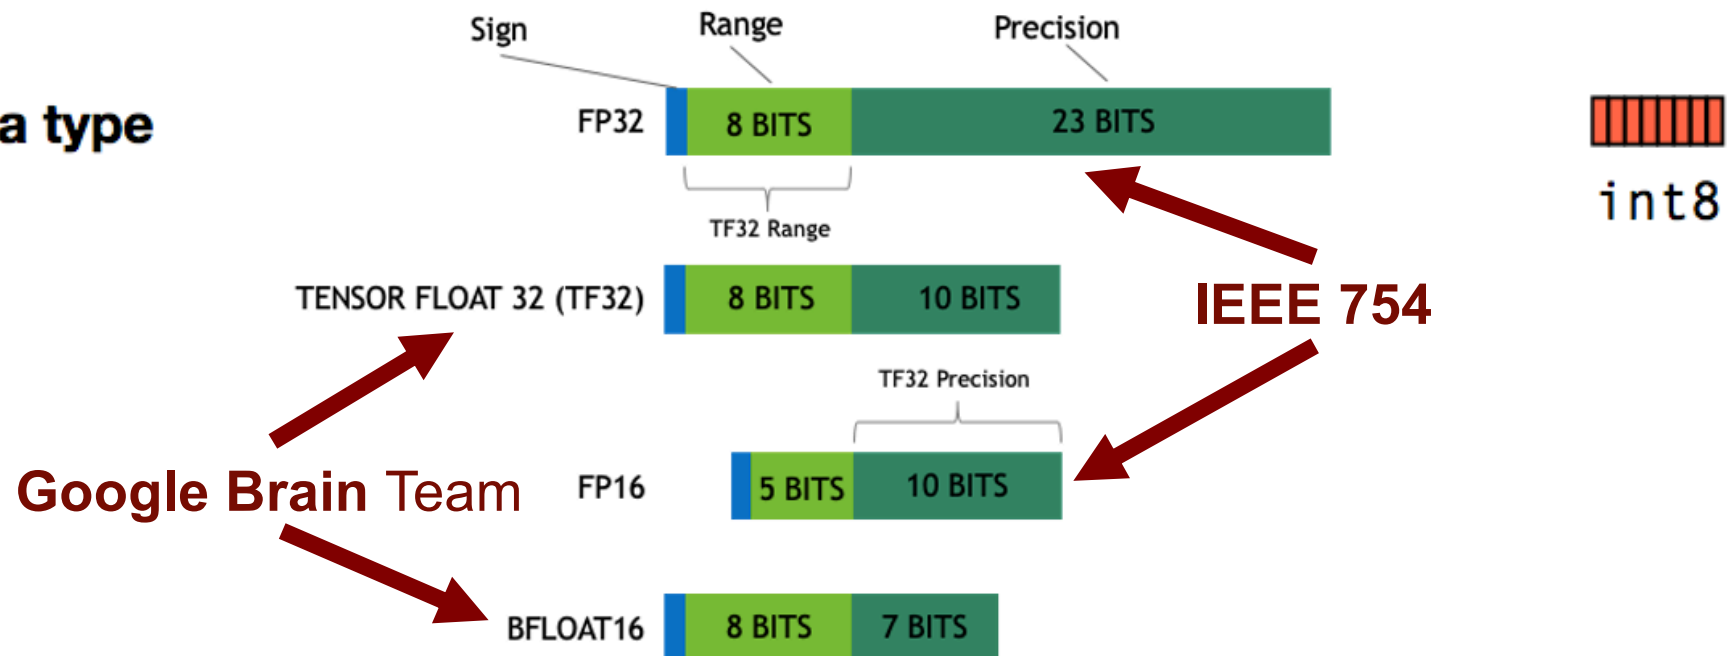 Sign
Range
Precision
a type
FP32
8 BITS
23 BITS
int8
TF32 Range
TENSOR FLOAT 32 (TF32)
8 BITS
10 BITS
IEEE 754
TF32 Precision
Google Brain Team
FP16
5 BITS
10 BITS
BFLOAT16
8 BITS
7 BITS